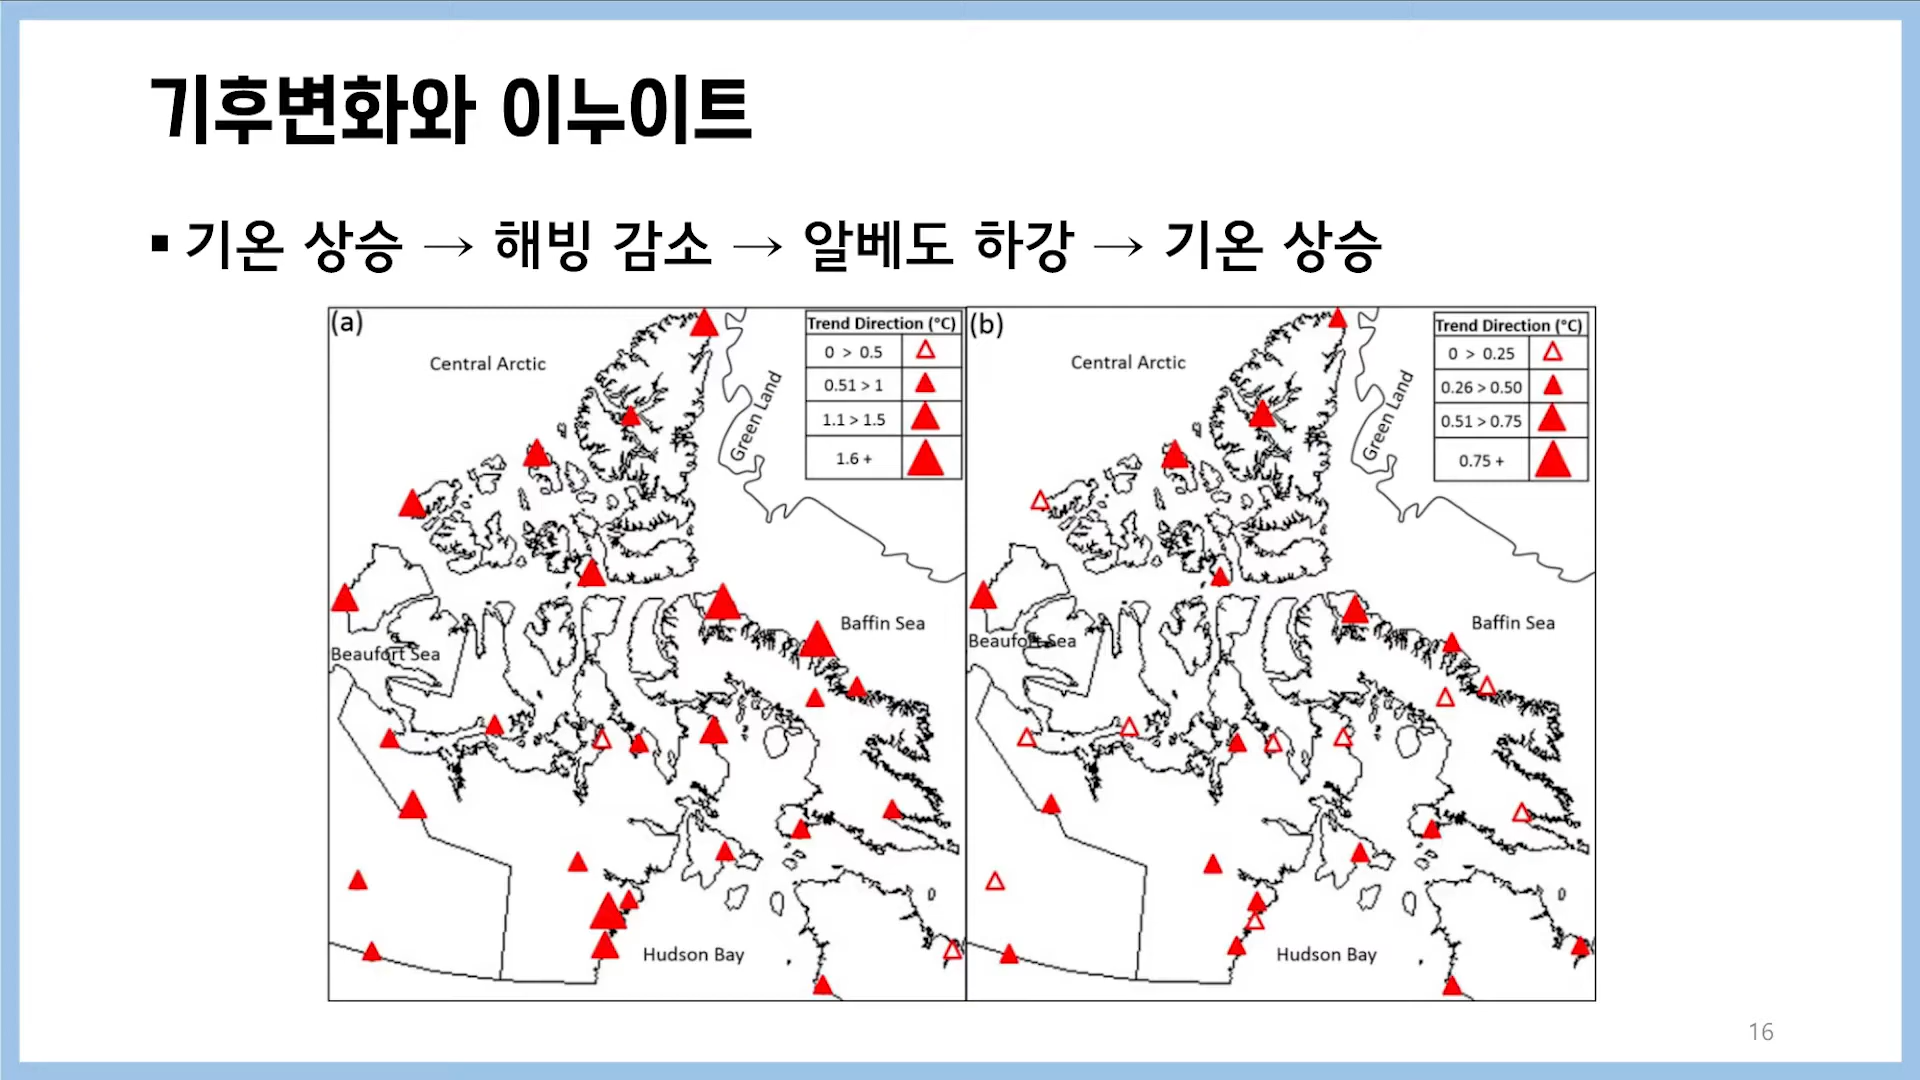 기후변화와 이누이트
▪ 기온 상승 → 해빙 감소 → 알베도 하강 → 기온 상승
(a)
Central Arctic
Green Land
Trend Direction (°C)
0 > 0.5
0.51 > 1
1.1 > 1.5
1.6 +
Baffin Sea
Beaufort Sea
Hudson Bay
(b)
Central Arctic
Green Land
Trend Direction (°C)
0 > 0.25
0.26 > 0.50
0.51 > 0.75
0.75 +
Baffin Sea
Beaufort Sea
Hudson Bay
16